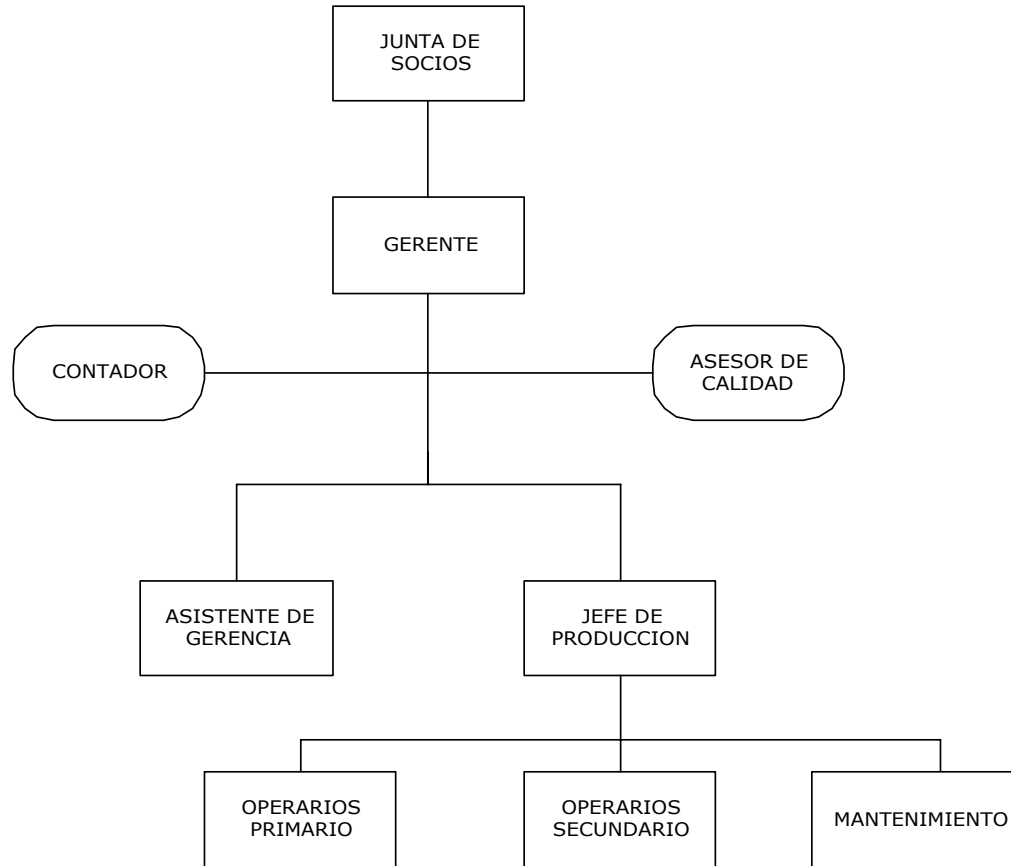 JUNTA DE
SOCIOS
GERENTE
CONTADOR
ASESOR DE
CALIDAD
ASISTENTE DE
GERENCIA
JEFE DE
PRODUCCION
OPERARIOS
PRIMARIO
OPERARIOS
SECUNDARIO
MANTENIMIENTO